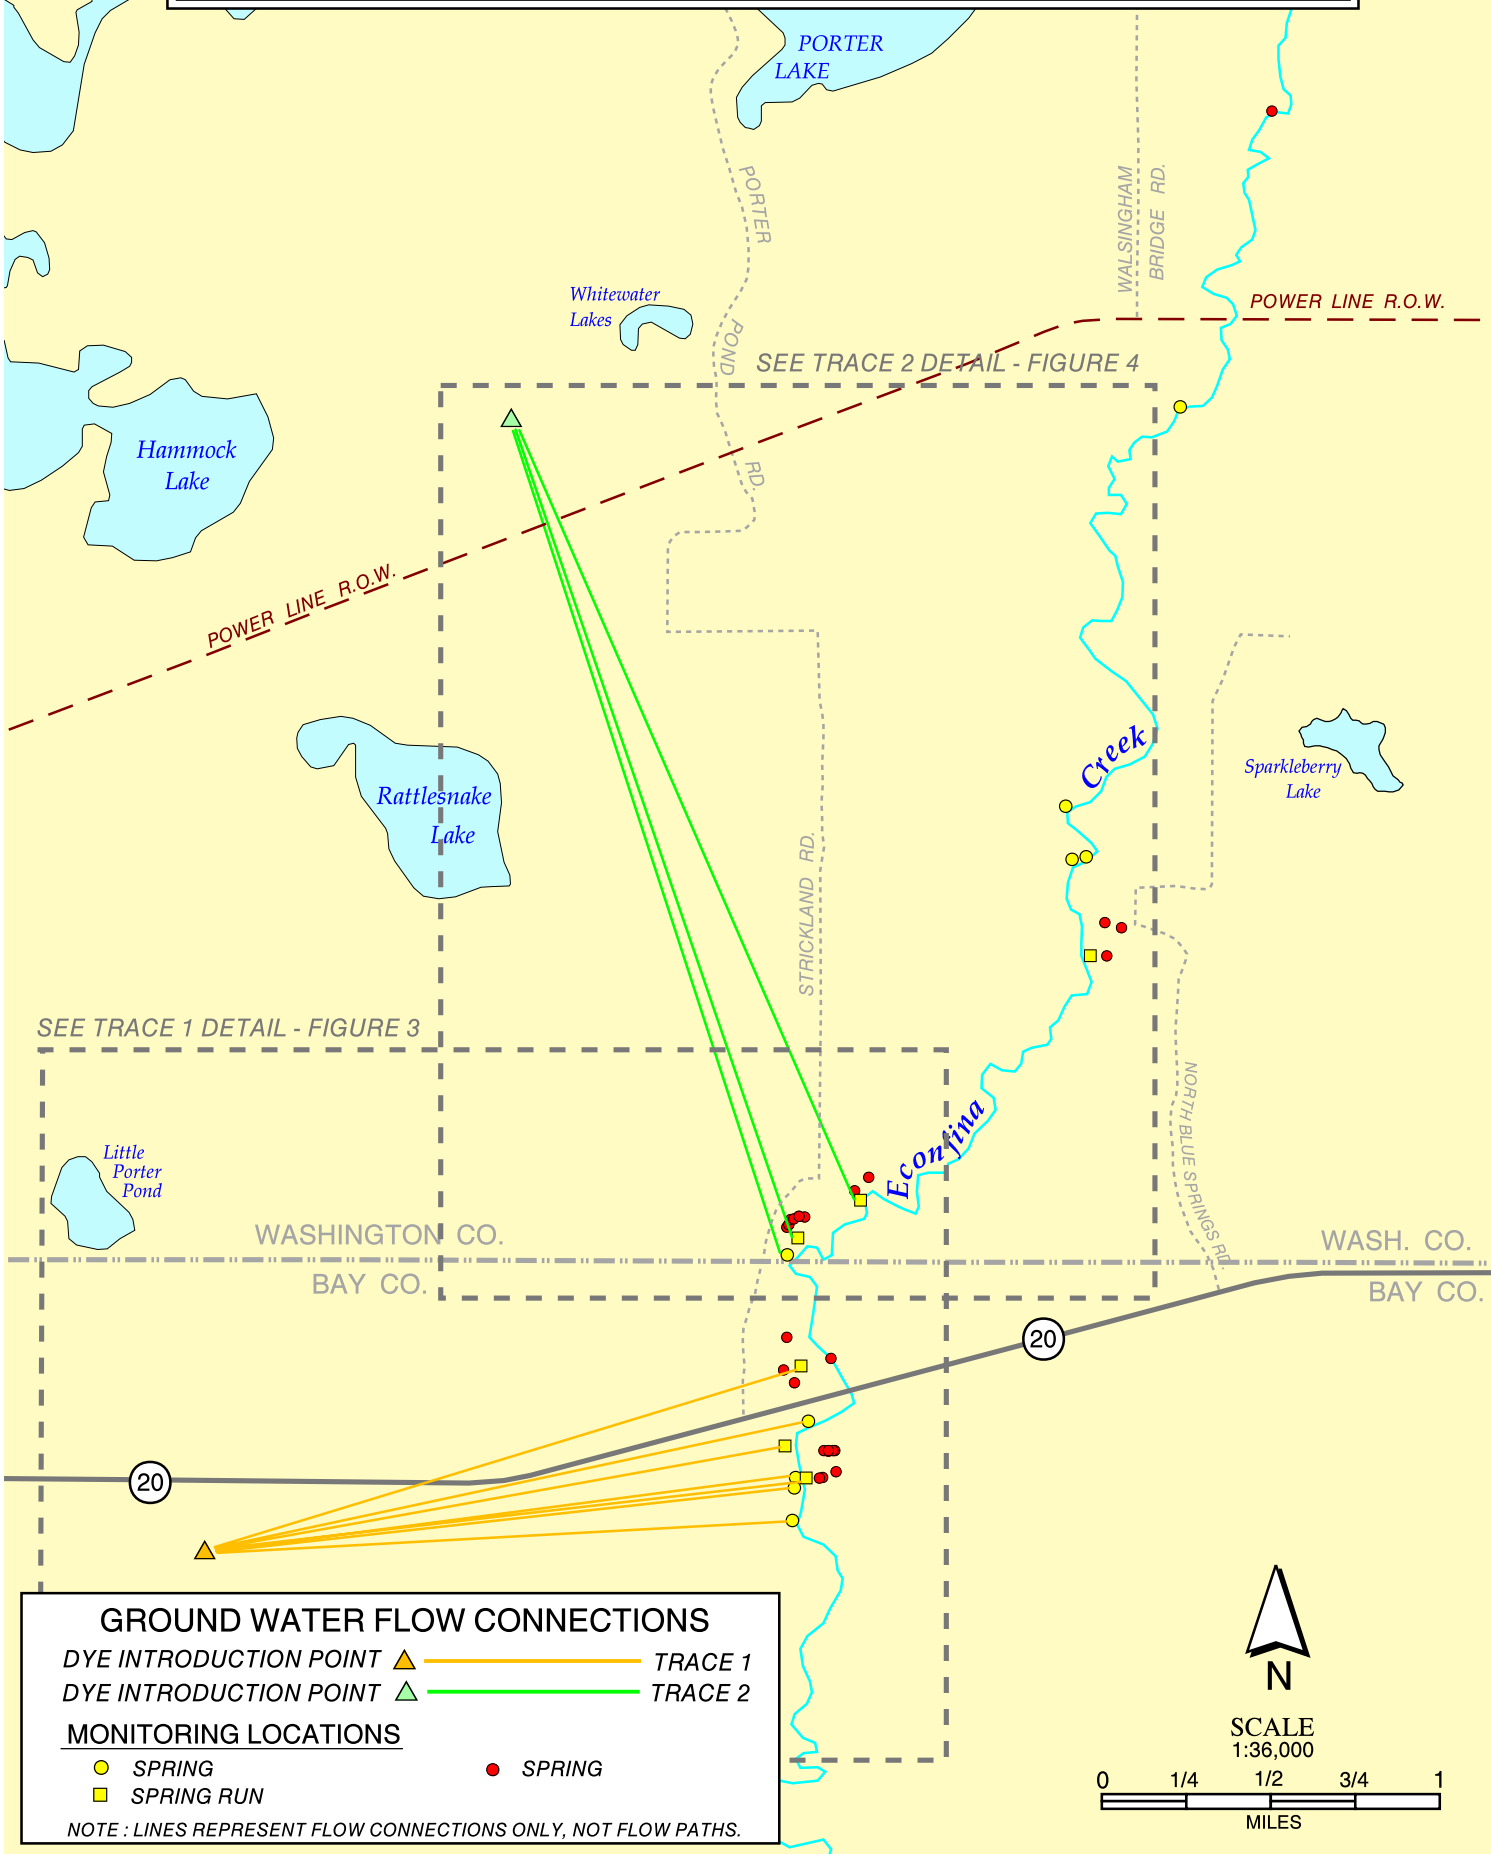 PORTER
LAKE
PORTER
POND
RD.
WALSINGHAM
BRIDGE RD.
Whitewater
Lakes
POWER LINE R.O.W.
SEE TRACE 2 DETAIL - FIGURE 4
Hammock
Lake
POWER LINE R.O.W.
Rattlesnake
Lake
Creek
Sparkleberry
Lake
STRICKLAND RD.
SEE TRACE 1 DETAIL - FIGURE 3
NORTH BLUE SPRINGS RD.
Econfina
Little
Porter
Pond
WASHINGTON CO.
BAY CO.
WASH. CO.
BAY CO.
20
20
GROUND WATER FLOW CONNECTIONS
DYE INTRODUCTION POINT TRACE 1
DYE INTRODUCTION POINT TRACE 2
MONITORING LOCATIONS
SPRING SPRING
SPRING RUN
NOTE : LINES REPRESENT FLOW CONNECTIONS ONLY, NOT FLOW PATHS.
N
SCALE
1:36,000
0 1/4 1/2 3/4 1
MILES